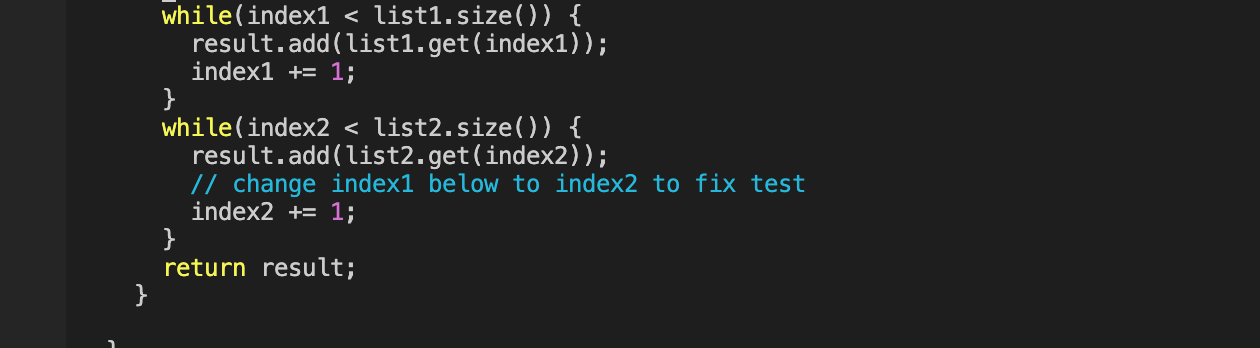 while(index1 < list1.size()) {
result.add(list1.get(index1));
index1 += 1;
}
while(index2 < list2.size()) {
result.add(list2.get(index2));
// change index1 below to index2 to fix test
index2 += 1;
}
return result;
}
}